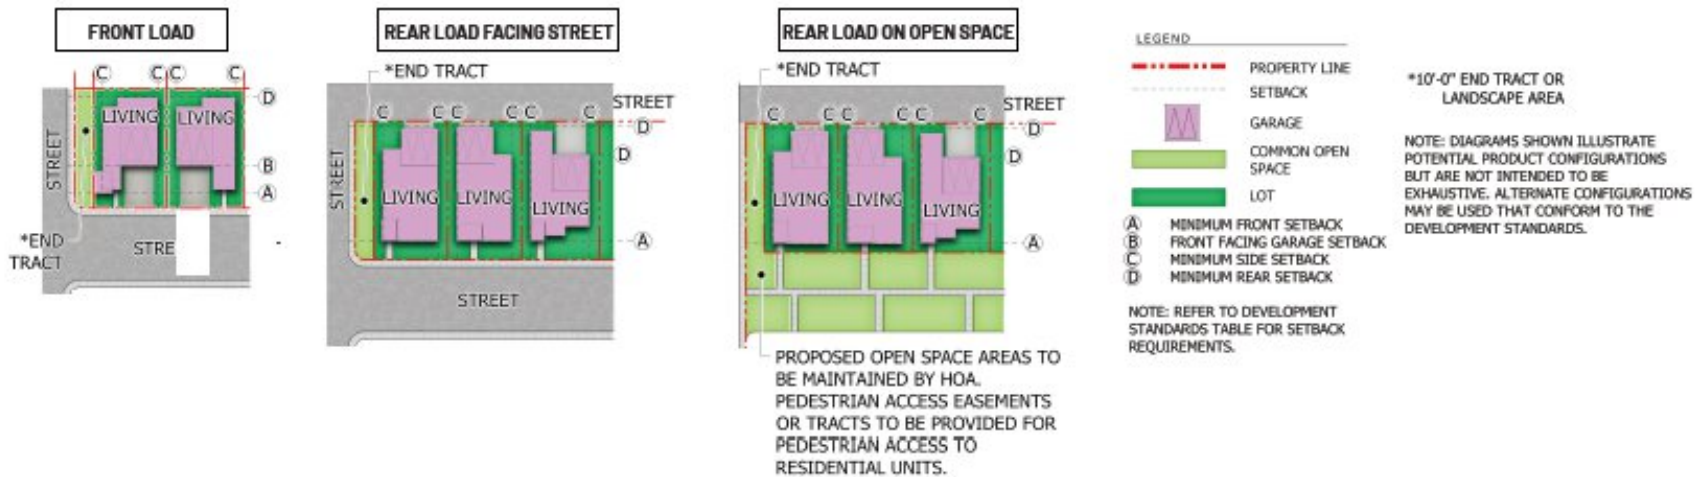 FRONT LOAD
C
C
C
C
D
LIVING
LIVING
STREET
B
A
*END
TRACT
STRE
REAR LOAD FACING STREET
*END TRACT
STREET
C
C
C
C
C
D
D
STREET
LIVING
LIVING
LIVING
A
STREET
REAR LOAD ON OPEN SPACE
*END TRACT
STREET
C
C
C
C
C
D
D
LIVING
LIVING
LIVING
A
PROPOSED OPEN SPACE AREAS TO
BE MAINTAINED BY HOA.
PEDESTRIAN ACCESS EASEMENTS
OR TRACTS TO BE PROVIDED FOR
PEDESTRIAN ACCESS TO
RESIDENTIAL UNITS.
LEGEND
PROPERTY LINE
SETBACK
GARAGE
COMMON OPEN
SPACE
LOT
A MINIMUM FRONT SETBACK
B FRONT FACING GARAGE SETBACK
C MINIMUM SIDE SETBACK
D MINIMUM REAR SETBACK
NOTE: REFER TO DEVELOPMENT
STANDARDS TABLE FOR SETBACK
REQUIREMENTS.
*10'-0" END TRACT OR
LANDSCAPE AREA
NOTE: DIAGRAMS SHOWN ILLUSTRATE
POTENTIAL PRODUCT CONFIGURATIONS
BUT ARE NOT INTENDED TO BE
EXHAUSTIVE. ALTERNATE CONFIGURATIONS
MAY BE USED THAT CONFORM TO THE
DEVELOPMENT STANDARDS.